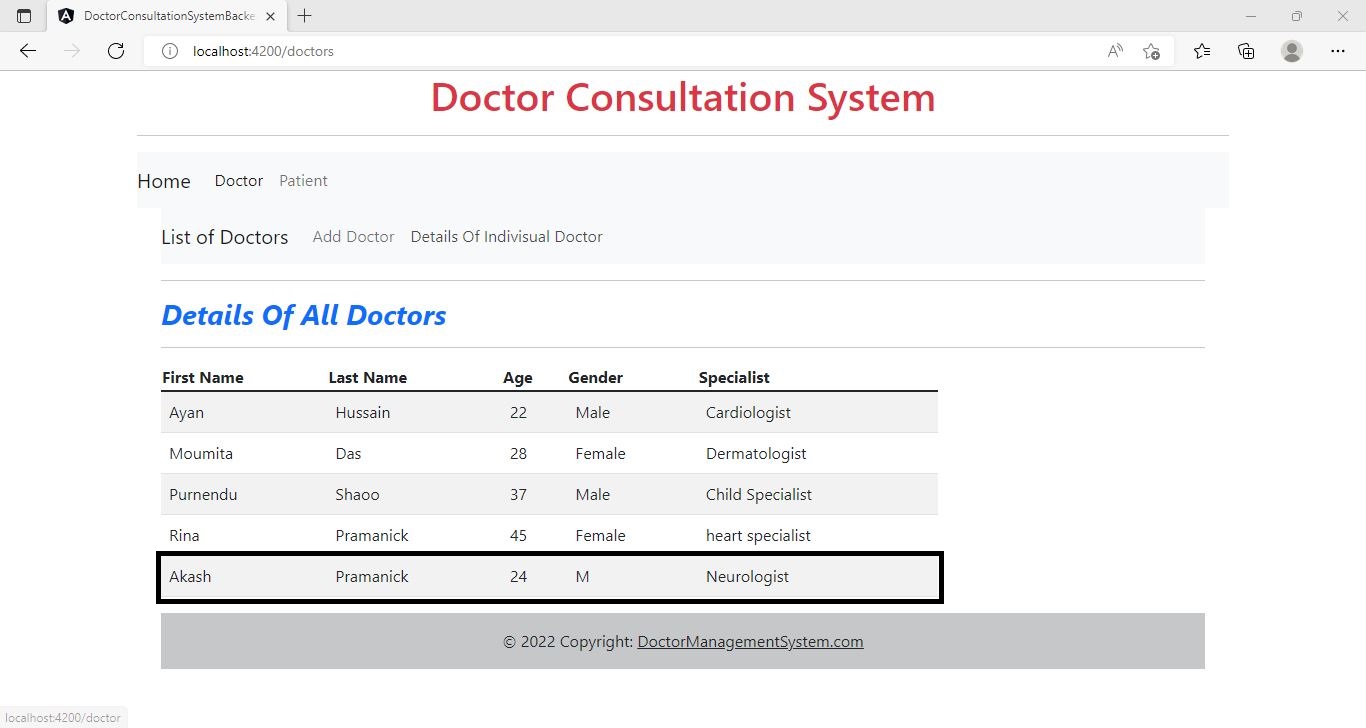 DoctorConsultationSystemBacke
localhost:4200/doctors
Doctor Consultation System
Home Doctor Patient
List of Doctors Add Doctor Details Of Indivisual Doctor
Details Of All Doctors
First Name Last Name Age Gender Specialist
Ayan Hussain 22 Male Cardiologist
Moumita Das 28 Female Dermatologist
Purnendu Shaoo 37 Male Child Specialist
Rina Pramanick 45 Female heart specialist
Akash Pramanick 24 M Neurologist
© 2022 Copyright: DoctorManagementSystem.com
localhost:4200/doctor